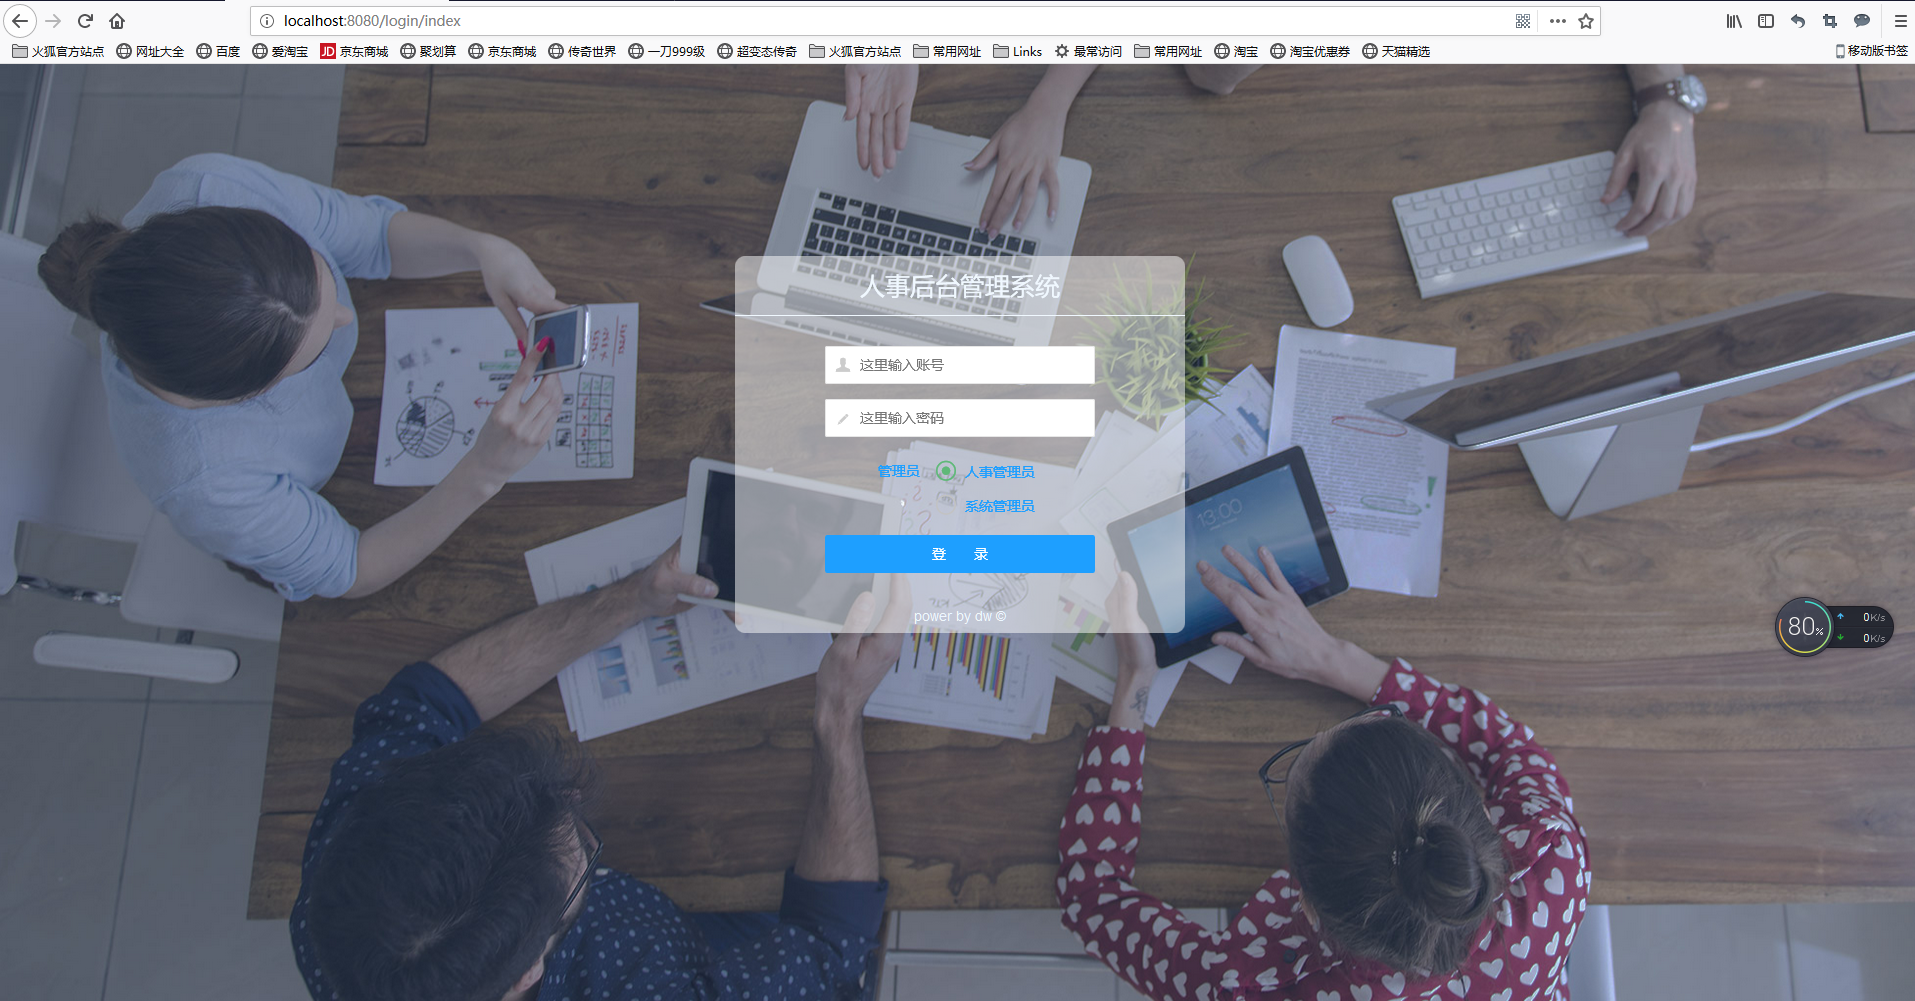 localhost:8080/login/index
火狐官方站点 网址大全 百度 爱淘宝 JD 京东商城 聚划算 京东商城 传奇世界 一刀999级 超变态传奇 火狐官方站点 常用网址 Links 最常访问 常用网址 淘宝 淘宝优惠券 天猫精选 移动版书签
人事后台管理系统
这里输入账号
这里输入密码
管理员 人事管理员
系统管理员
登 录
power by dw ©
80% 0K/s
0K/s
13:00